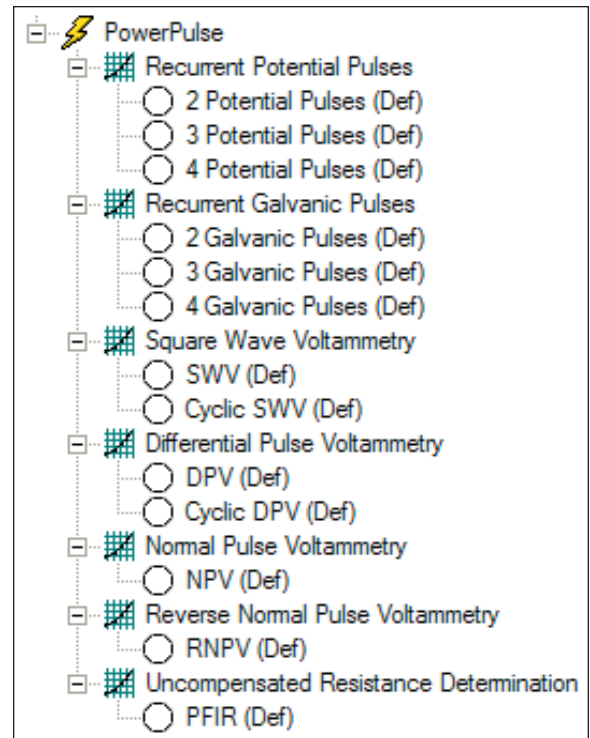 PowerPulse
Recurrent Potential Pulses
2 Potential Pulses (Def)
3 Potential Pulses (Def)
4 Potential Pulses (Def)
Recurrent Galvanic Pulses
2 Galvanic Pulses (Def)
3 Galvanic Pulses (Def)
4 Galvanic Pulses (Def)
Square Wave Voltammetry
SWV (Def)
Cyclic SWV (Def)
Differential Pulse Voltammetry
DPV (Def)
Cyclic DPV (Def)
Normal Pulse Voltammetry
NPV (Def)
Reverse Normal Pulse Voltammetry
RNPV (Def)
Uncompensated Resistance Determination
PFIR (Def)